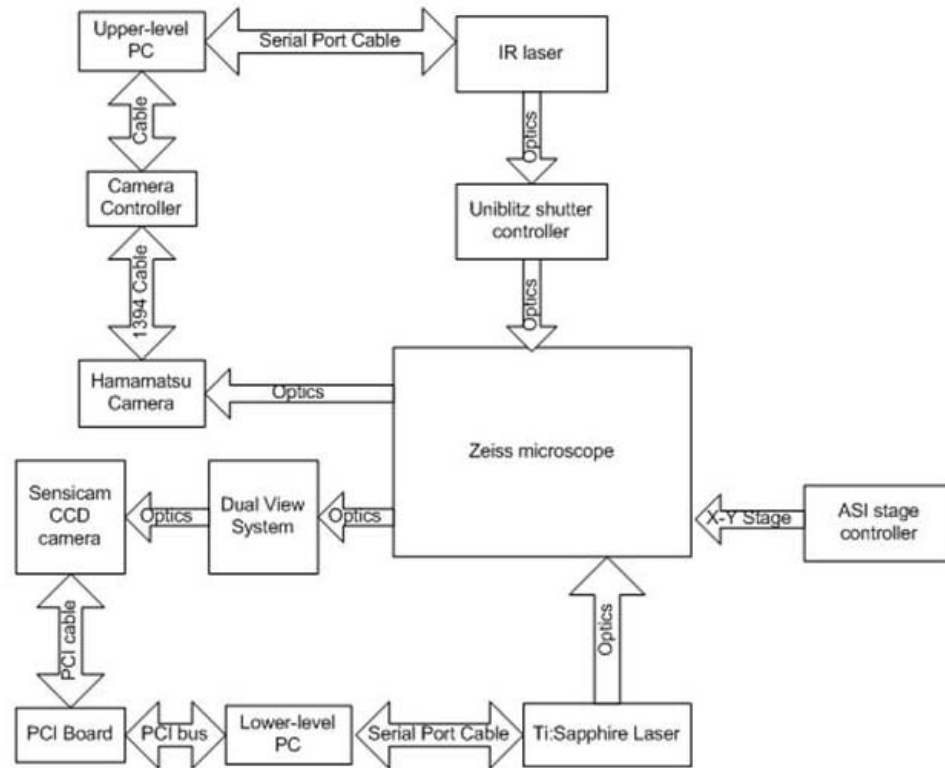 Upper-level
PC
Serial Port Cable
IR laser
Cable
Optics
Camera
Controller
Uniblitz shutter
controller
1394 Cable
Optics
Hamamatsu
Camera
Optics
Zeiss microscope
Sensicam
CCD
camera
Optics
Dual View
System
Optics
X-Y Stage
ASI stage
controller
PCI cable
Optics
PCI Board
PCI bus
Lower-level
PC
Serial Port Cable
Ti:Sapphire Laser